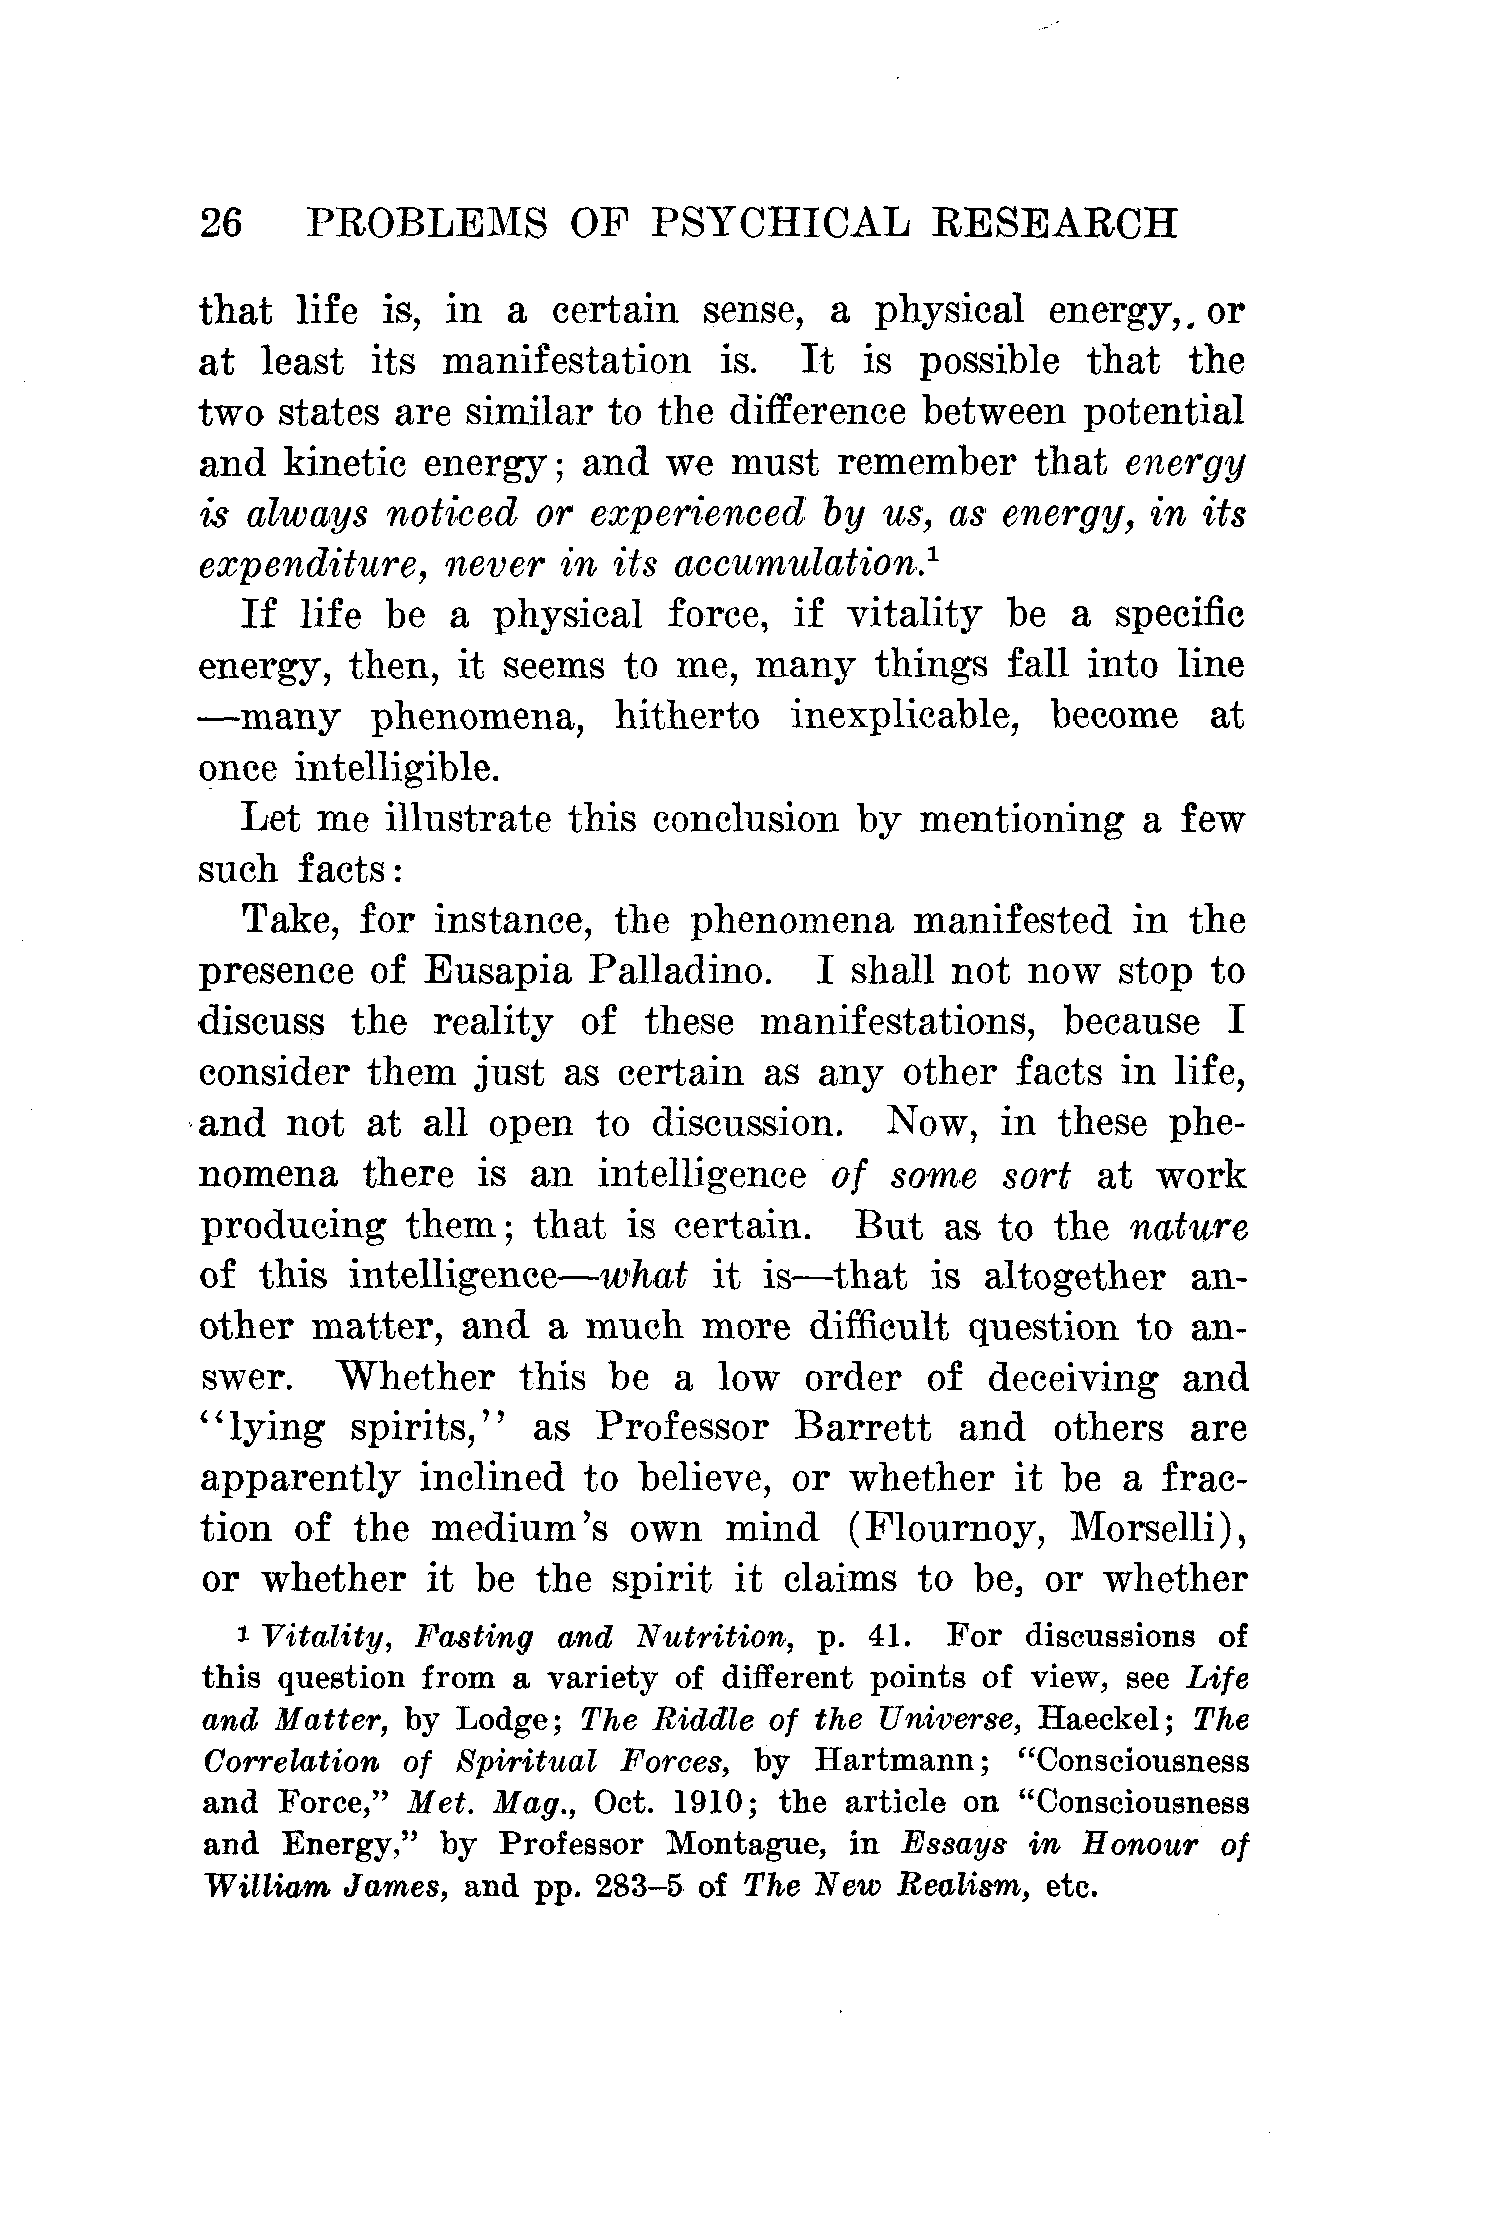 26 PROBLEMS OF PSYCHICAL RESEARCH
that life is, in a certain sense, a physical energy,. or
at least its manifestation is. It is possible that the
two states are similar to the difference between potential
and kinetic energy; and we must remember that energy
is always noticed or experienced by us, as energy, in its
expenditure, never in its accumulation.¹
If life be a physical force, if vitality be a specific
energy, then, it seems to me, many things fall into line
—many phenomena, hitherto inexplicable, become at
once intelligible.
Let me illustrate this conclusion by mentioning a few
such facts:
Take, for instance, the phenomena manifested in the
presence of Eusapia Palladino. I shall not now stop to
discuss the reality of these manifestations, because I
consider them just as certain as any other facts in life,
and not at all open to discussion. Now, in these phe-
nomena there is an intelligence of some sort at work
producing them; that is certain. But as to the nature
of this intelligence—what it is—that is altogether an-
other matter, and a much more difficult question to an-
swer. Whether this be a low order of deceiving and
“lying spirits,” as Professor Barrett and others are
apparently inclined to believe, or whether it be a frac-
tion of the medium's own mind (Flournoy, Morselli),
or whether it be the spirit it claims to be, or whether
¹ Vitality, Fasting and Nutrition, p. 41. For discussions of
this question from a variety of different points of view, see Life
and Matter, by Lodge; The Riddle of the Universe, Haeckel; The
Correlation of Spiritual Forces, by Hartmann; “Consciousness
and Force,” Met. Mag., Oct. 1910; the article on “Consciousness
and Energy,” by Professor Montague, in Essays in Honour of
William James, and pp. 283–5 of The New Realism, etc.